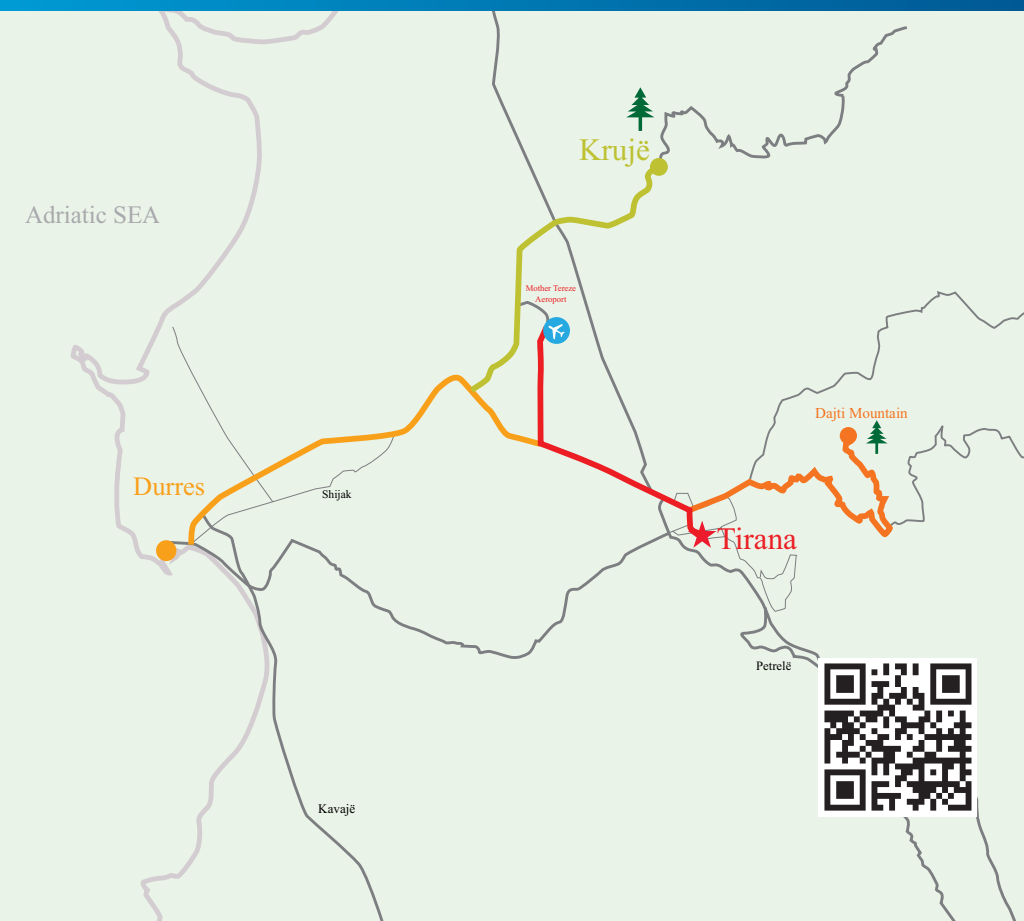 Krujë
Adriatic SEA
Mother Tereze
Aeroport
Dajti Mountain
Durres
Shijak
Tirana
Petrelë
Kavajë